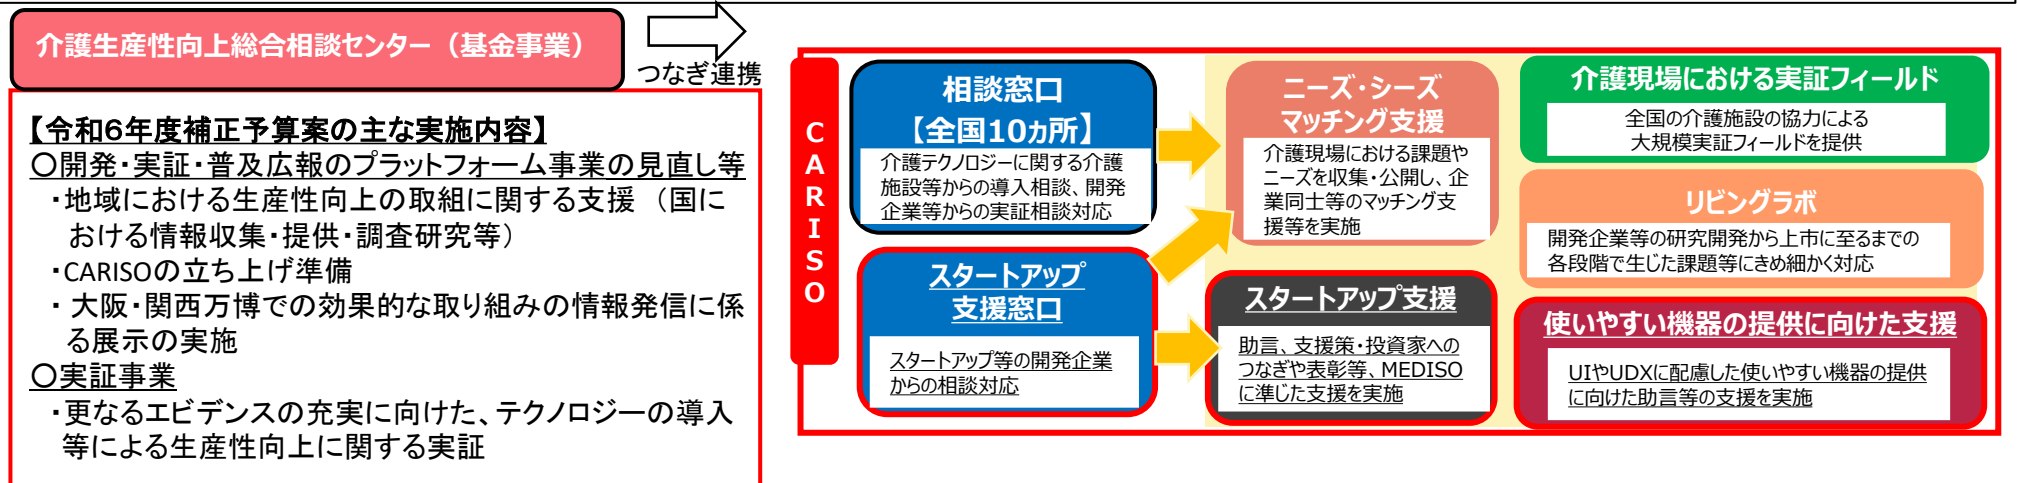 介護生産性向上総合相談センター（基金事業）
つなぎ連携
【令和６年度補正予算案の主な実施内容】
〇開発・実証・普及広報のプラットフォーム事業の見直し等
・地域における生産性向上の取組に関する支援 （国に
おける情報収集・提供・調査研究等）
・CARISOの立ち上げ準備
・ 大阪・関西万博での効果的な取り組みの情報発信に係
る展示の実施
〇実証事業
・更なるエビデンスの充実に向けた、テクノロジーの導入
等による生産性向上に関する実証
C
A
R
I
S
O
相談窓口
【全国10ヵ所】
介護テクノロジーに関する介護
施設等からの導入相談、開発
企業等からの実証相談対応
スタートアップ
支援窓口
スタートアップ等の開発企業
からの相談対応
ニーズ・シーズ
マッチング支援
介護現場における課題や
ニーズを収集・公開し、企
業同士等のマッチング支
援等を実施
スタートアップ支援
助言、支援策・投資家への
つなぎや表彰等、MEDISO
に準じた支援を実施
介護現場における実証フィールド
全国の介護施設の協力による
大規模実証フィールドを提供
リビングラボ
開発企業等の研究開発から上市に至るまでの
各段階で生じた課題等にきめ細かく対応
使いやすい機器の提供に向けた支援
UIやUDXに配慮した使いやすい機器の提供
に向けた助言等の支援を実施